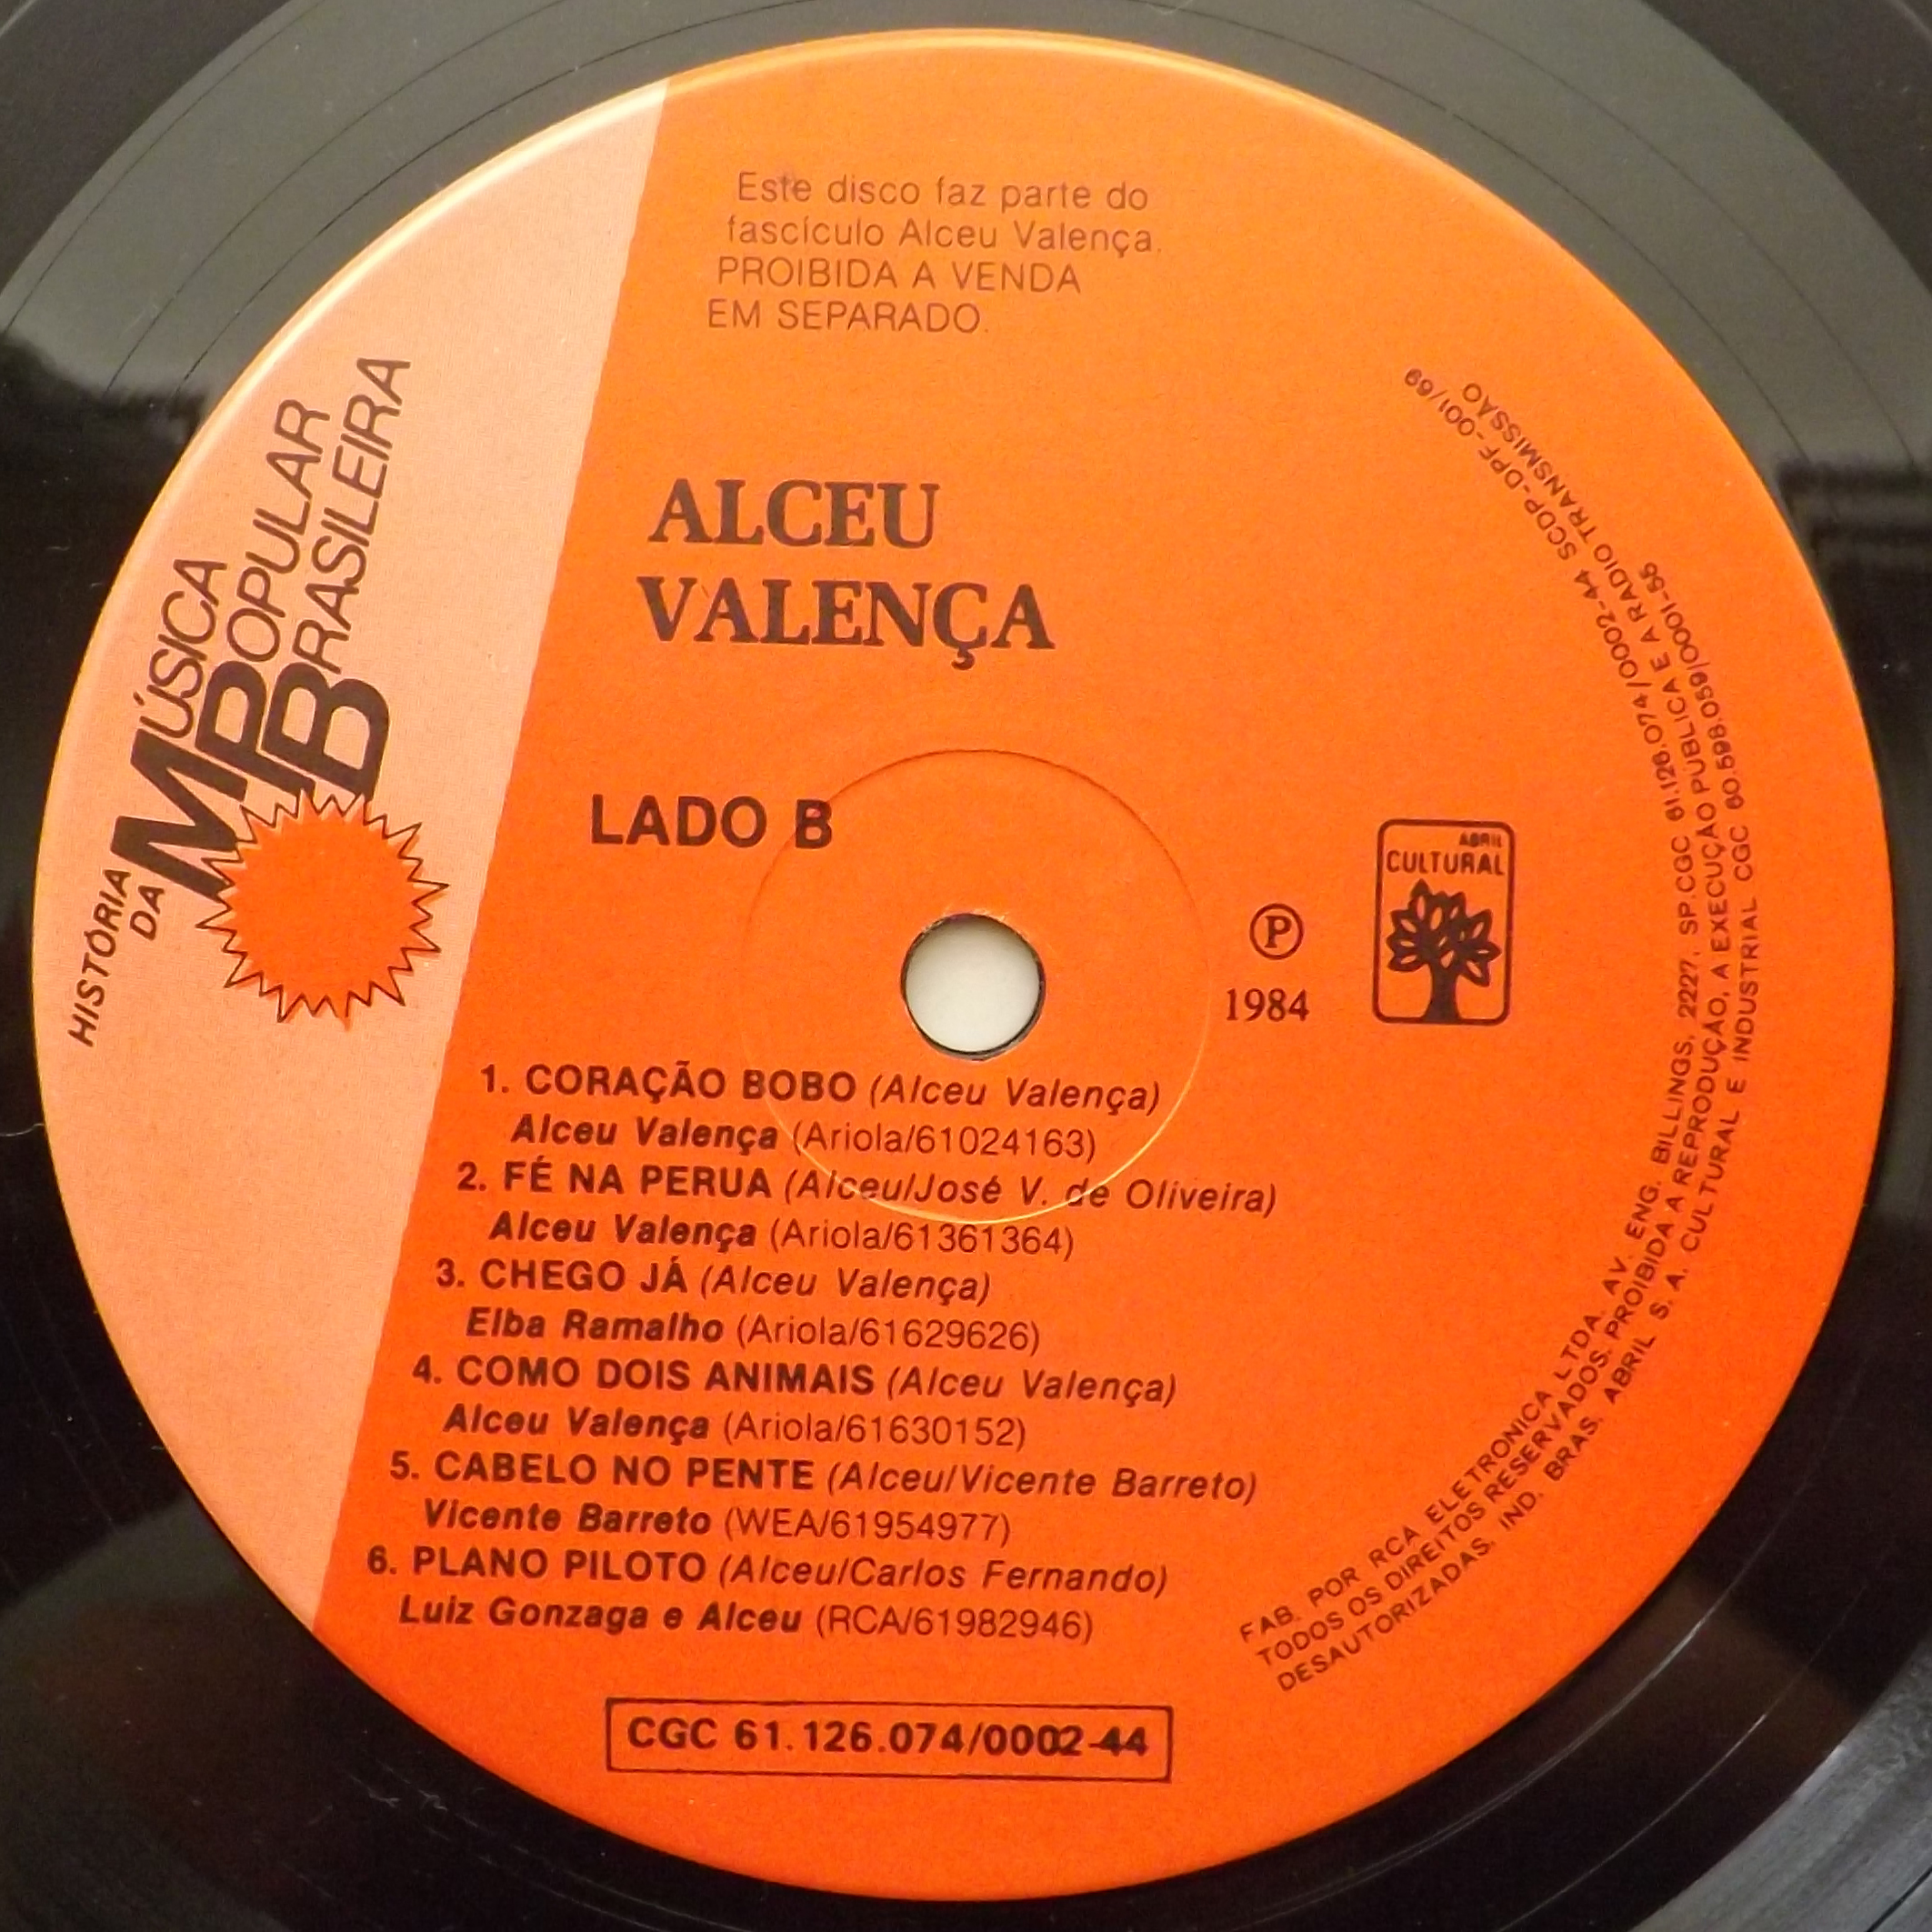 Este disco faz parte do
fascículo Alceu Valença.
PROIBIDA A VENDA
EM SEPARADO.
HISTÓRIA
DA
MÚSICA
POPULAR
BRASILEIRA
ALCEU
VALENÇA
LADO B
Ⓟ
1984
ABRIL
CULTURAL
1. CORAÇÃO BOBO (Alceu Valença)
Alceu Valença (Ariola/61024163)
2. FÉ NA PERUA (Alceu/José V. de Oliveira)
Alceu Valença (Ariola/61361364)
3. CHEGO JÁ (Alceu Valença)
Elba Ramalho (Ariola/61629626)
4. COMO DOIS ANIMAIS (Alceu Valença)
Alceu Valença (Ariola/61630152)
5. CABELO NO PENTE (Alceu/Vicente Barreto)
Vicente Barreto (WEA/61954977)
6. PLANO PILOTO (Alceu/Carlos Fernando)
Luiz Gonzaga e Alceu (RCA/61982946)
CGC 61.126.074/0002-44
FAB. POR RCA ELETRONICA LTDA. AV. ENG. BILLINGS, 2227, SP.CGC 61.126.074/0002-44 SCDP-DPF-001/69
TODOS OS DIREITOS RESERVADOS. PROIBIDA A REPRODUÇÃO, A EXECUÇÃO PUBLICA E A RADIO TRANSMISSÃO
DESAUTORIZADAS. IND. BRAS. ABRIL S. A. CULTURAL E INDUSTRIAL CGC 60.598.059/0001-56